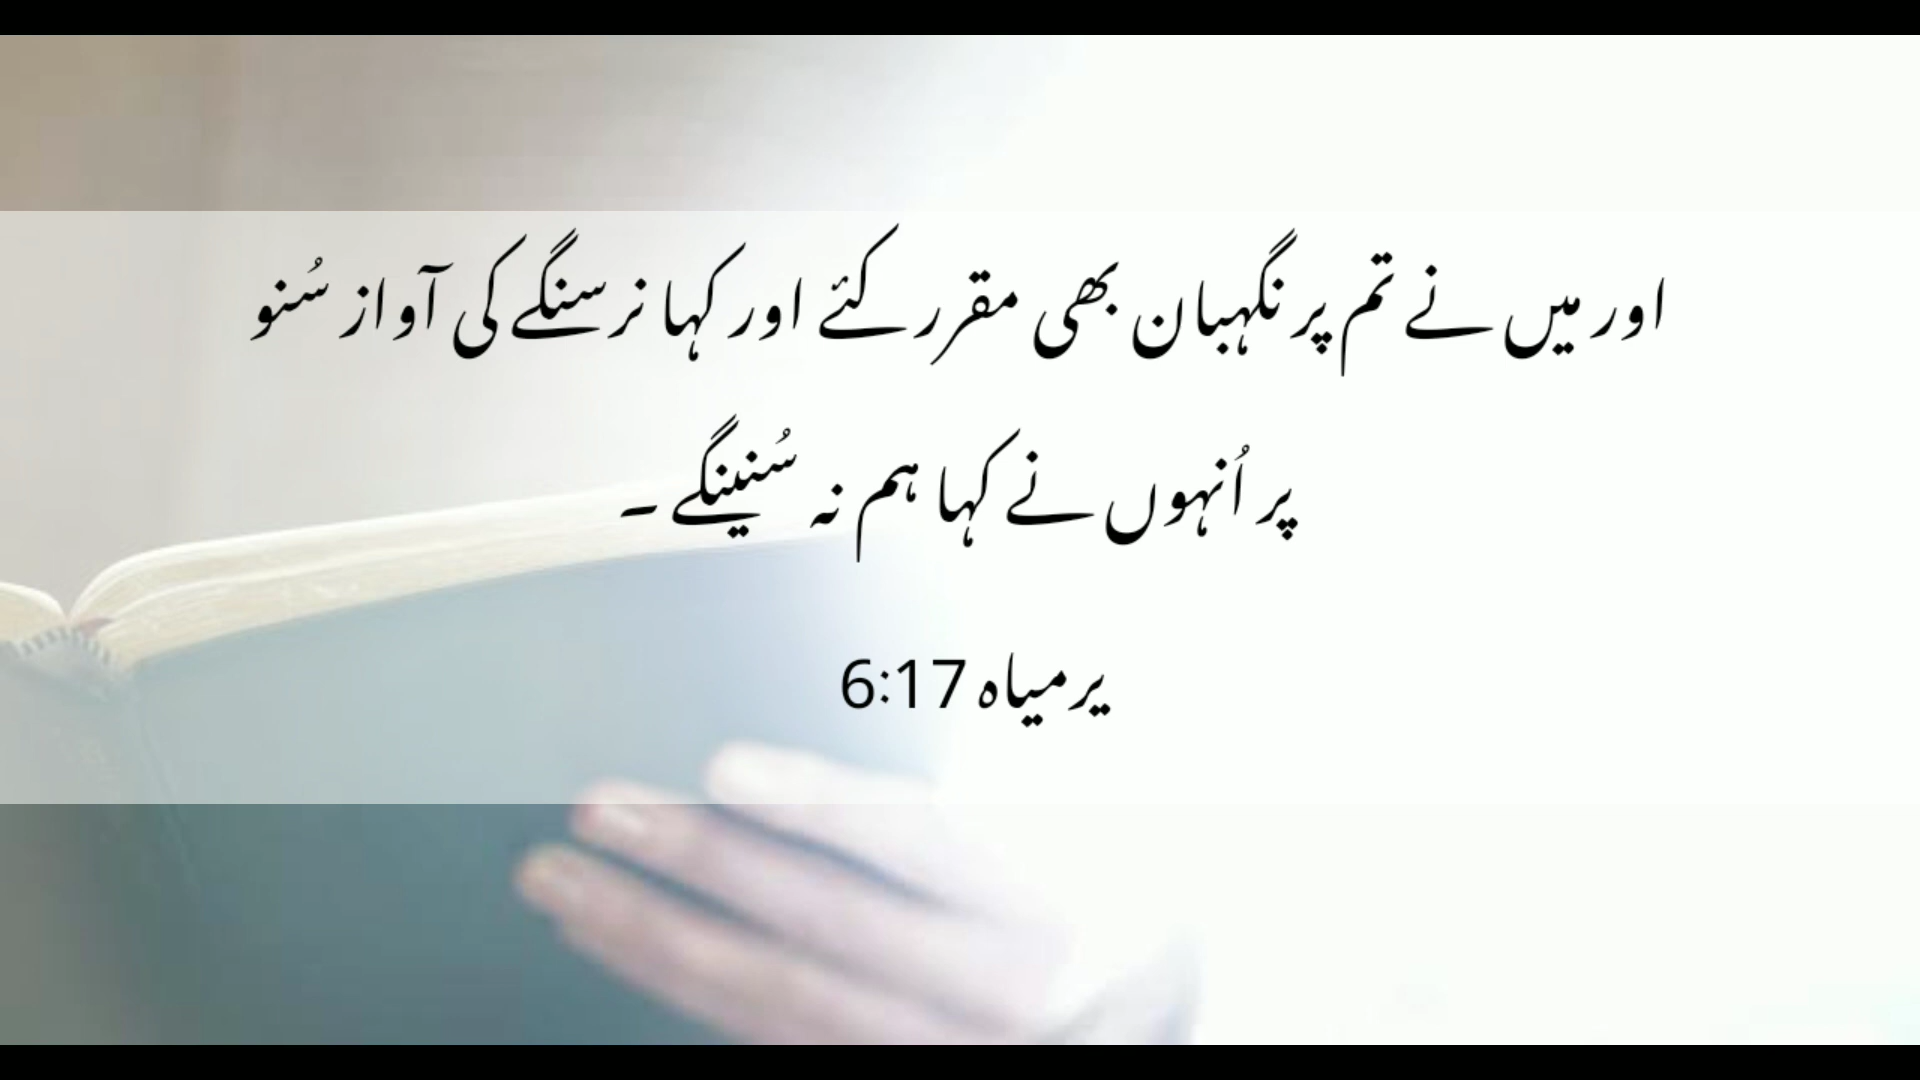 اور میں نے تم پر نگہبان بھی مقرر کئے اور کہا نرسنگے کی آواز سُنو
پر اُنہوں نے کہا ہم نہ سُنینگے ۔
یرمیاہ 6:17